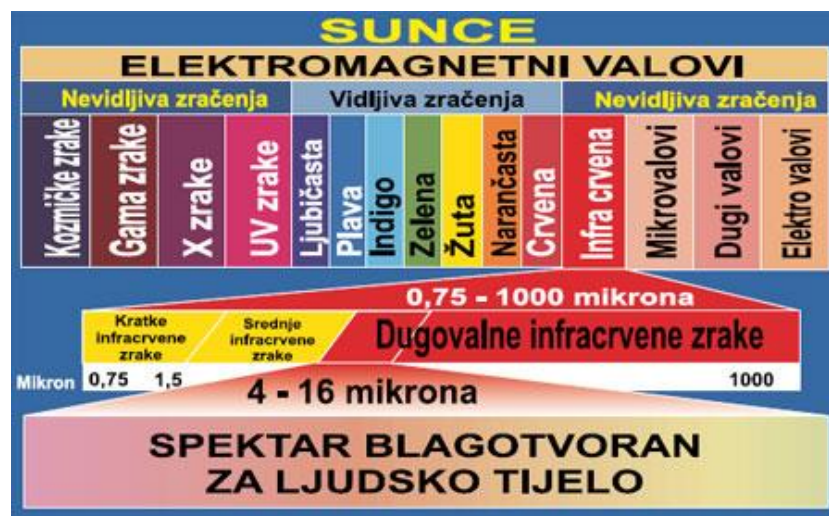 SUNCE
ELEKTROMAGNETNI VALOVI
Nevidljiva zračenja
Vidljiva zračenja
Nevidljiva zračenja
Kozmičke zrake
Gama zrake
X zrake
UV zrake
Ljubičasta
Plava
Indigo
Zelena
Žuta
Narančasta
Crvena
Infra crvena
Mikrovalovi
Dugi valovi
Elektro valovi
0,75 - 1000 mikrona
Kratke
infracrvene
zrake
Srednje
infracrvene
zrake
Dugovalne infracrvene zrake
Mikron 0,75 1,5 1000
4 - 16 mikrona
SPEKTAR BLAGOTVORAN
ZA LJUDSKO TIJELO